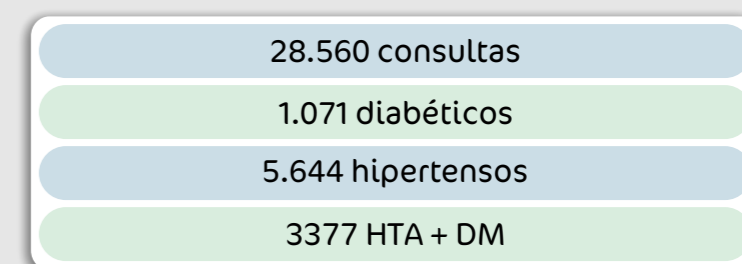 28.560 consultas
1.071 diabéticos
5.644 hipertensos
3377 HTA + DM